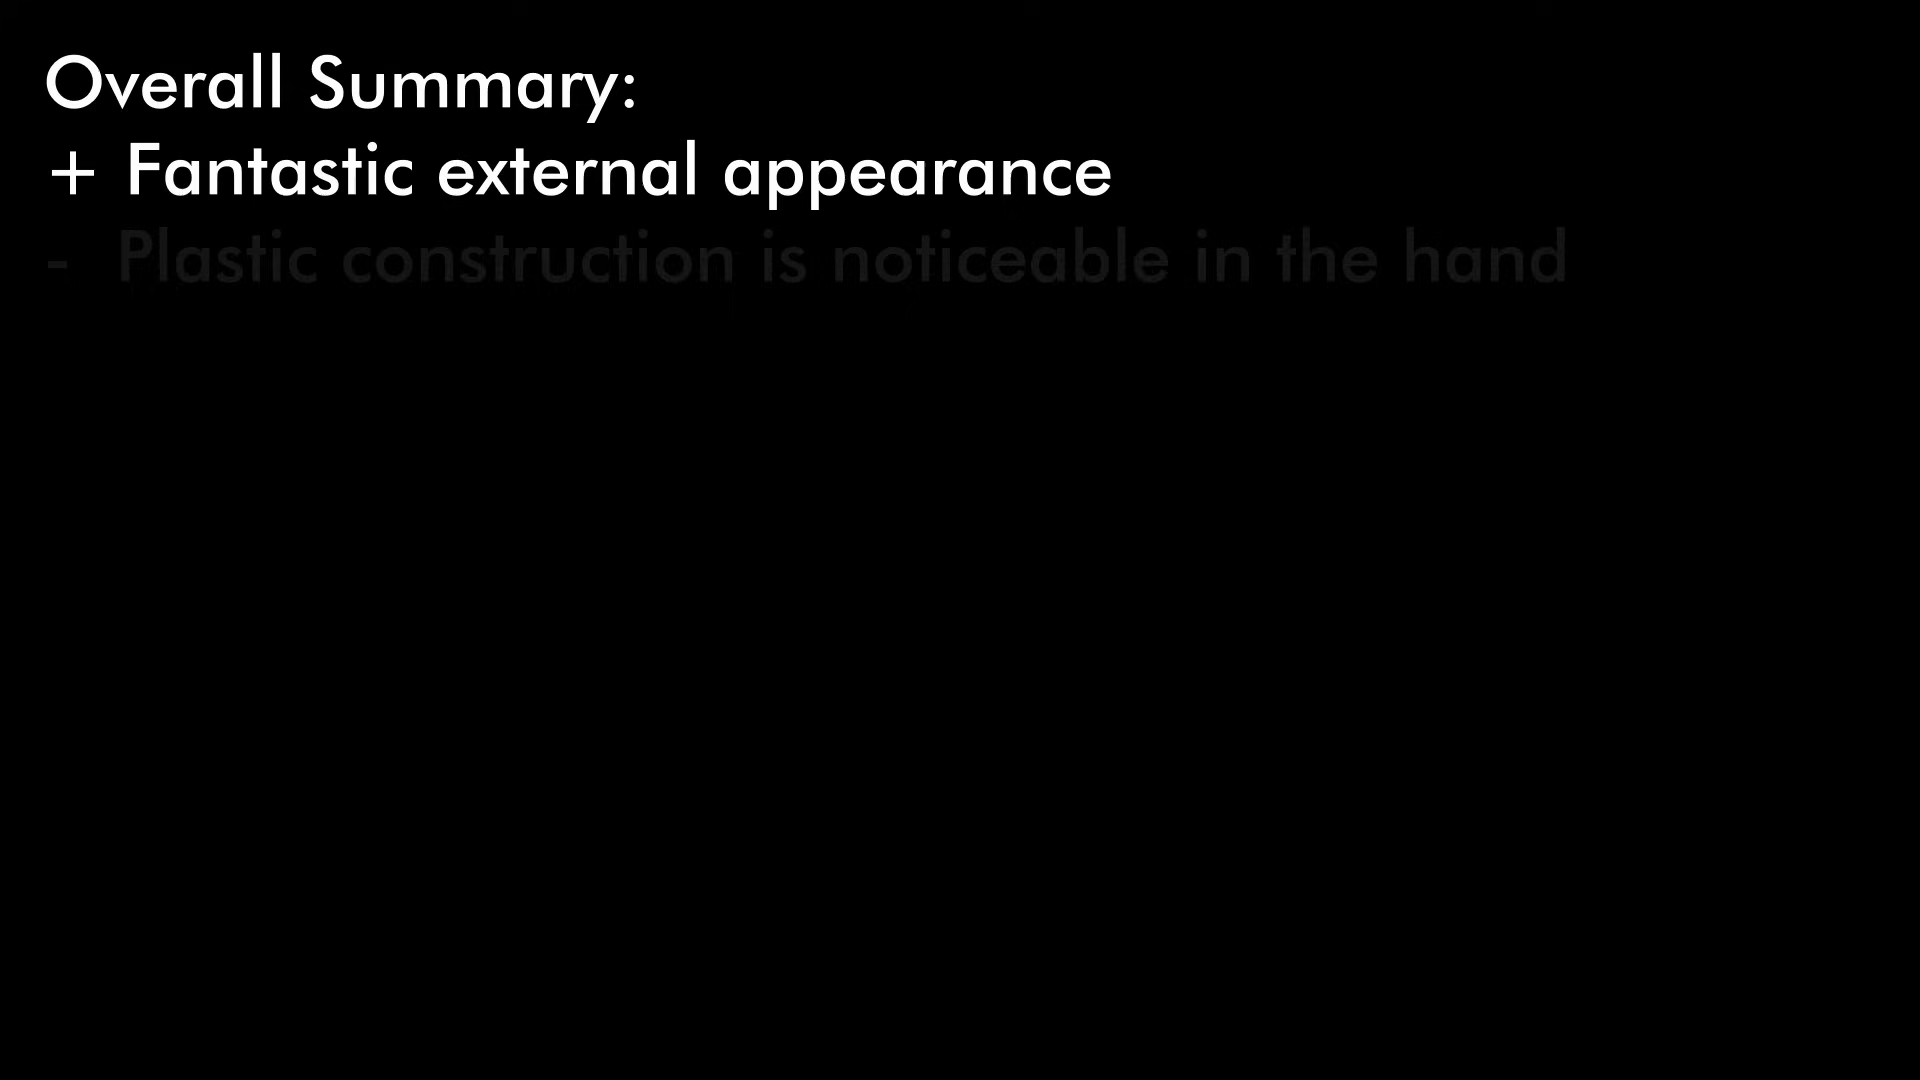 Overall Summary:
+ Fantastic external appearance
- Plastic construction is noticeable in the hand